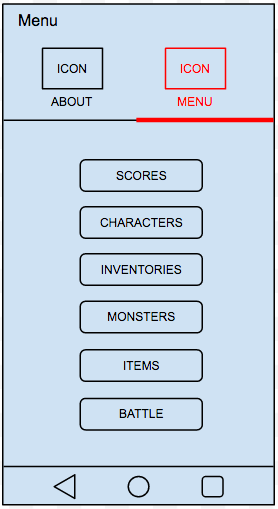 Menu
ICON ICON
ABOUT MENU
SCORES
CHARACTERS
INVENTORIES
MONSTERS
ITEMS
BATTLE